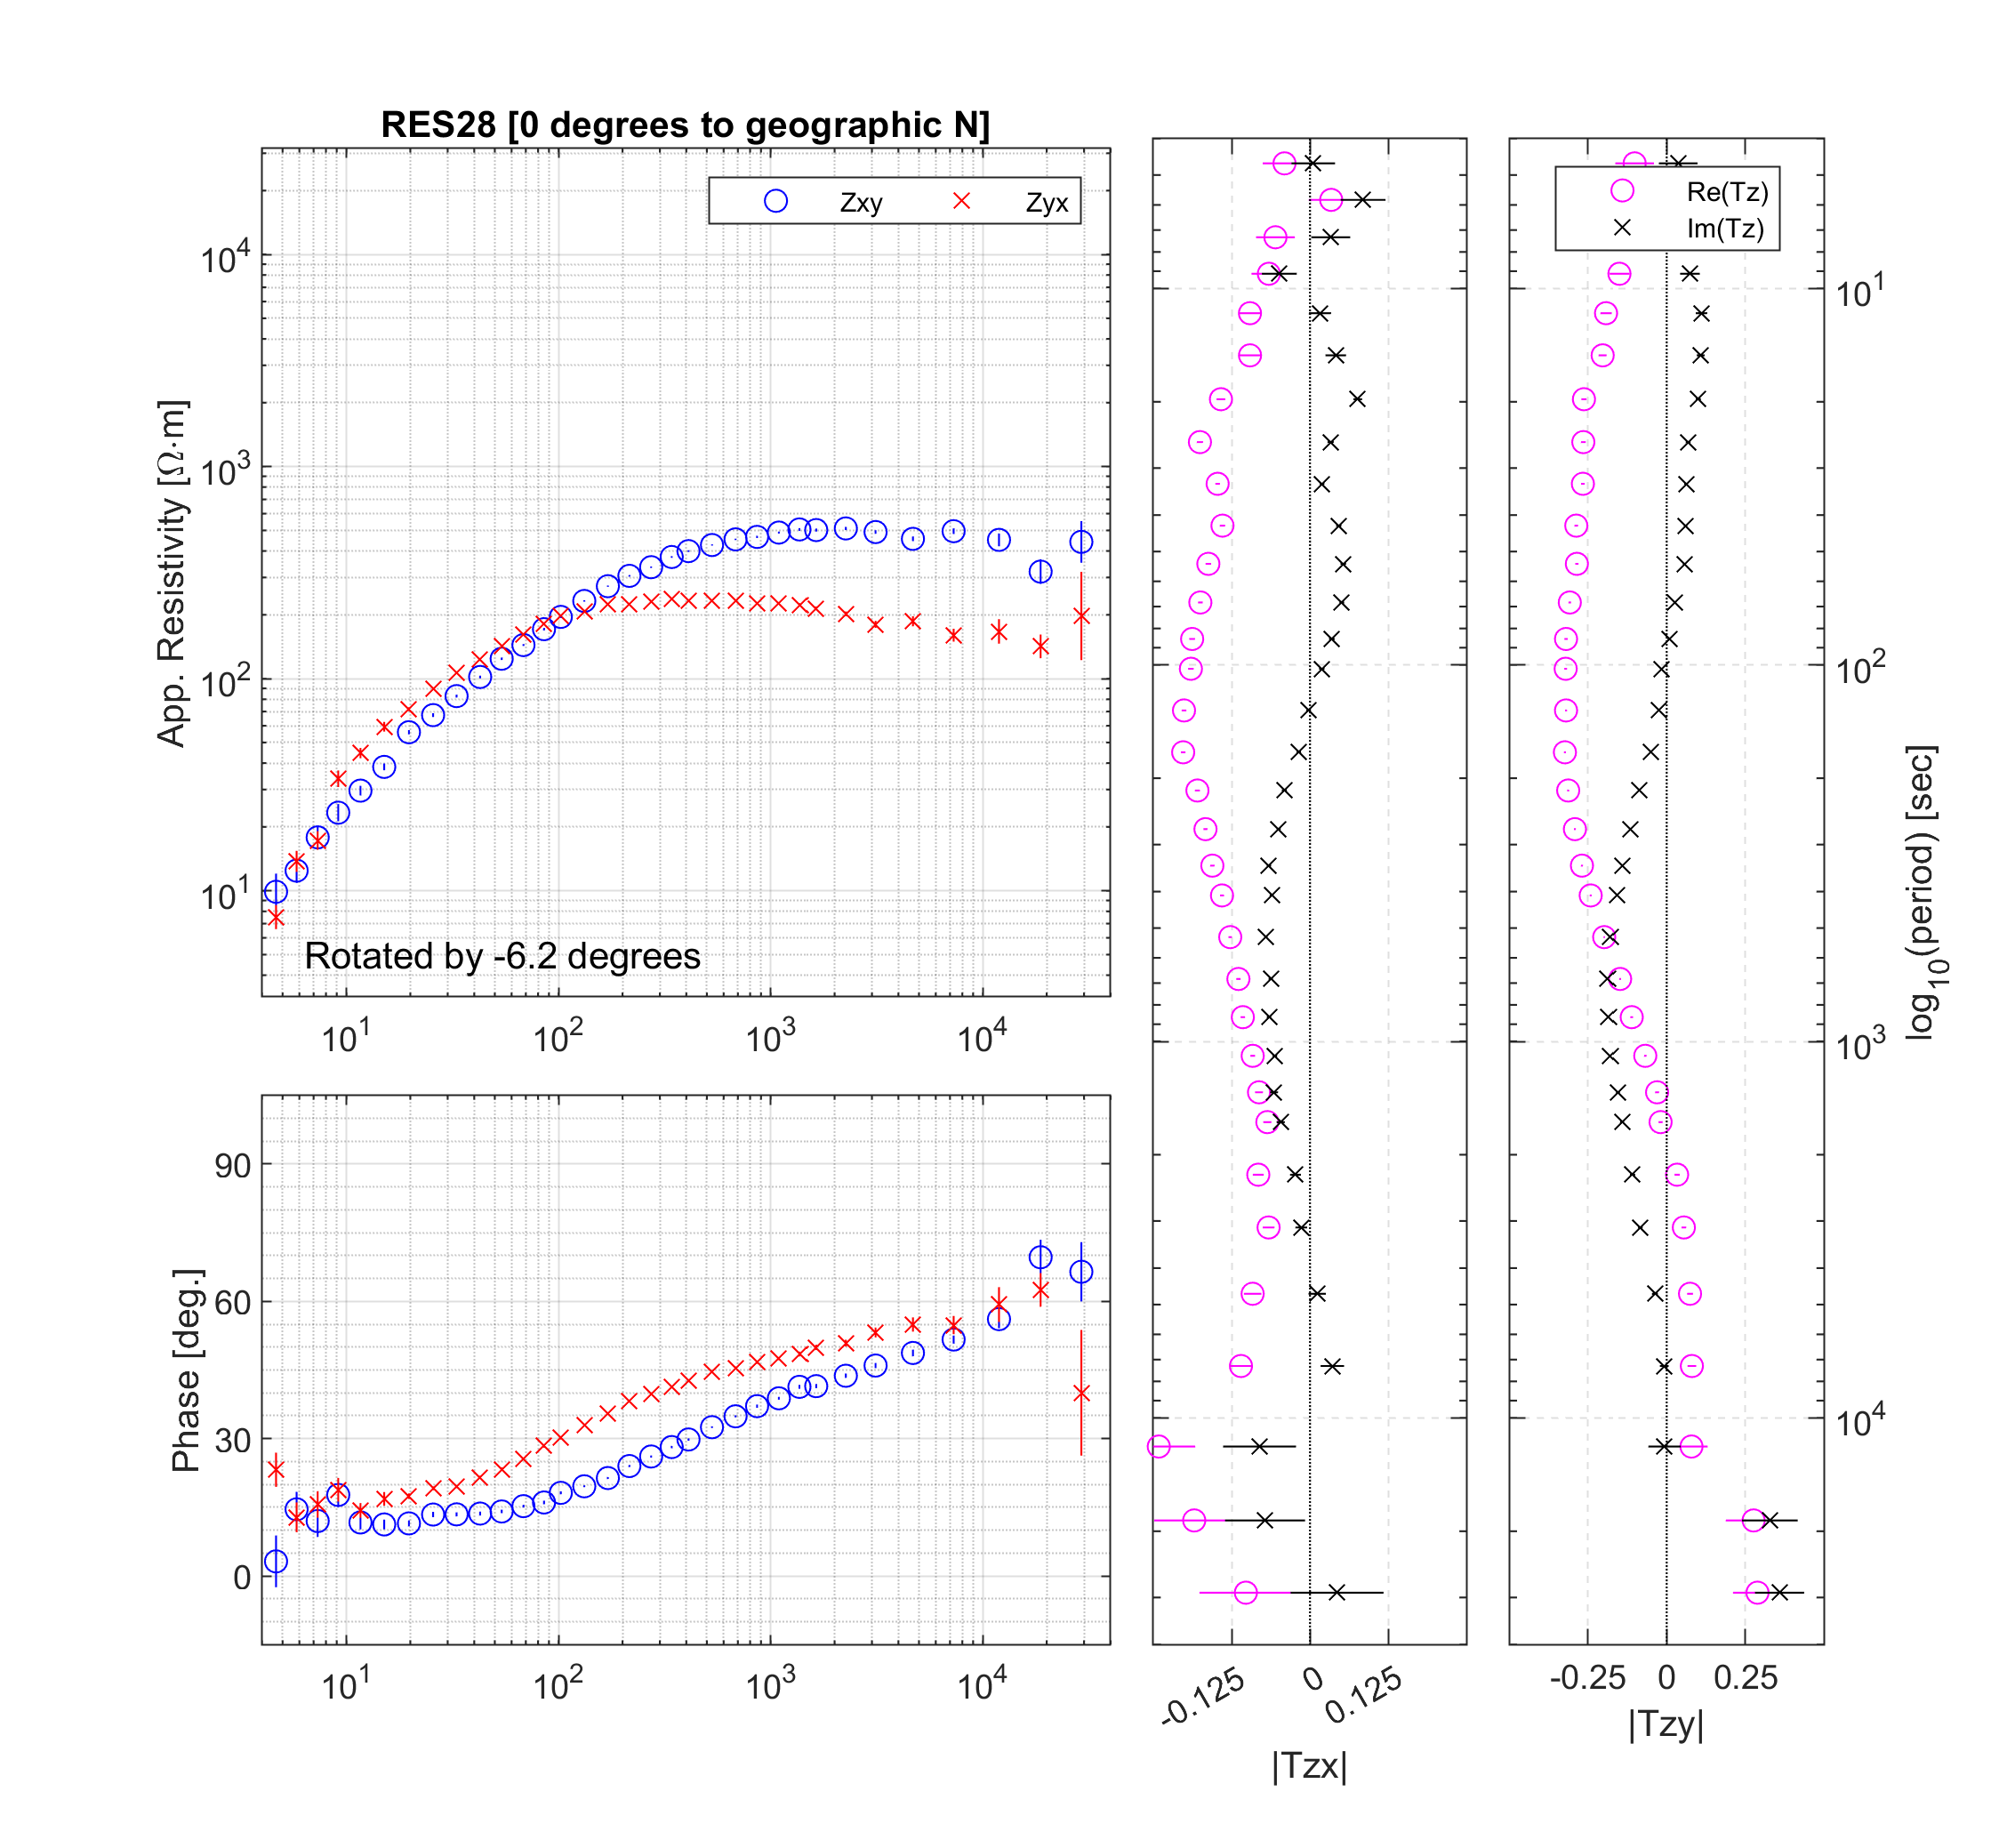 RES28 [0 degrees to geographic N]
Zxy Zyx
App. Resistivity [Ω·m]
10^4
10^3
10^2
10^1
Rotated by -6.2 degrees
10^1 10^2 10^3 10^4
Phase [deg.]
90
60
30
0
10^1 10^2 10^3 10^4
-0.125 0 0.125
|Tzx|
Re(Tz)
Im(Tz)
-0.25 0 0.25
|Tzy|
10^1
10^2
10^3
10^4
log_10(period) [sec]